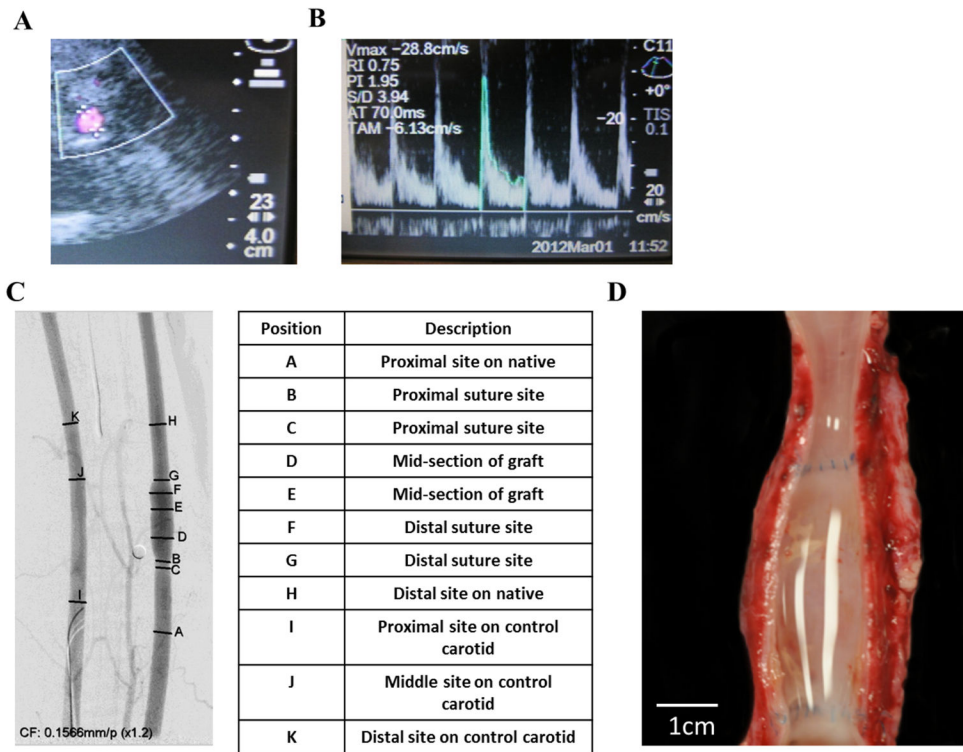 A
B
23
4.0
cm
Vmax -28.8cm/s
RI 0.75
PI 1.95
S/D 3.94
AT 70.0ms
TAM -6.13cm/s
C11
+0°
TIS
0.1
-20
20
cm/s
2012Mar01 11:52
C
D
K
H
J
G
F
E
D
B
C
I
A
CF: 0.1566mm/p (x1.2)
Position Description
A Proximal site on native
B Proximal suture site
C Proximal suture site
D Mid-section of graft
E Mid-section of graft
F Distal suture site
G Distal suture site
H Distal site on native
I Proximal site on control
carotid
J Middle site on control
carotid
K Distal site on control carotid
1cm